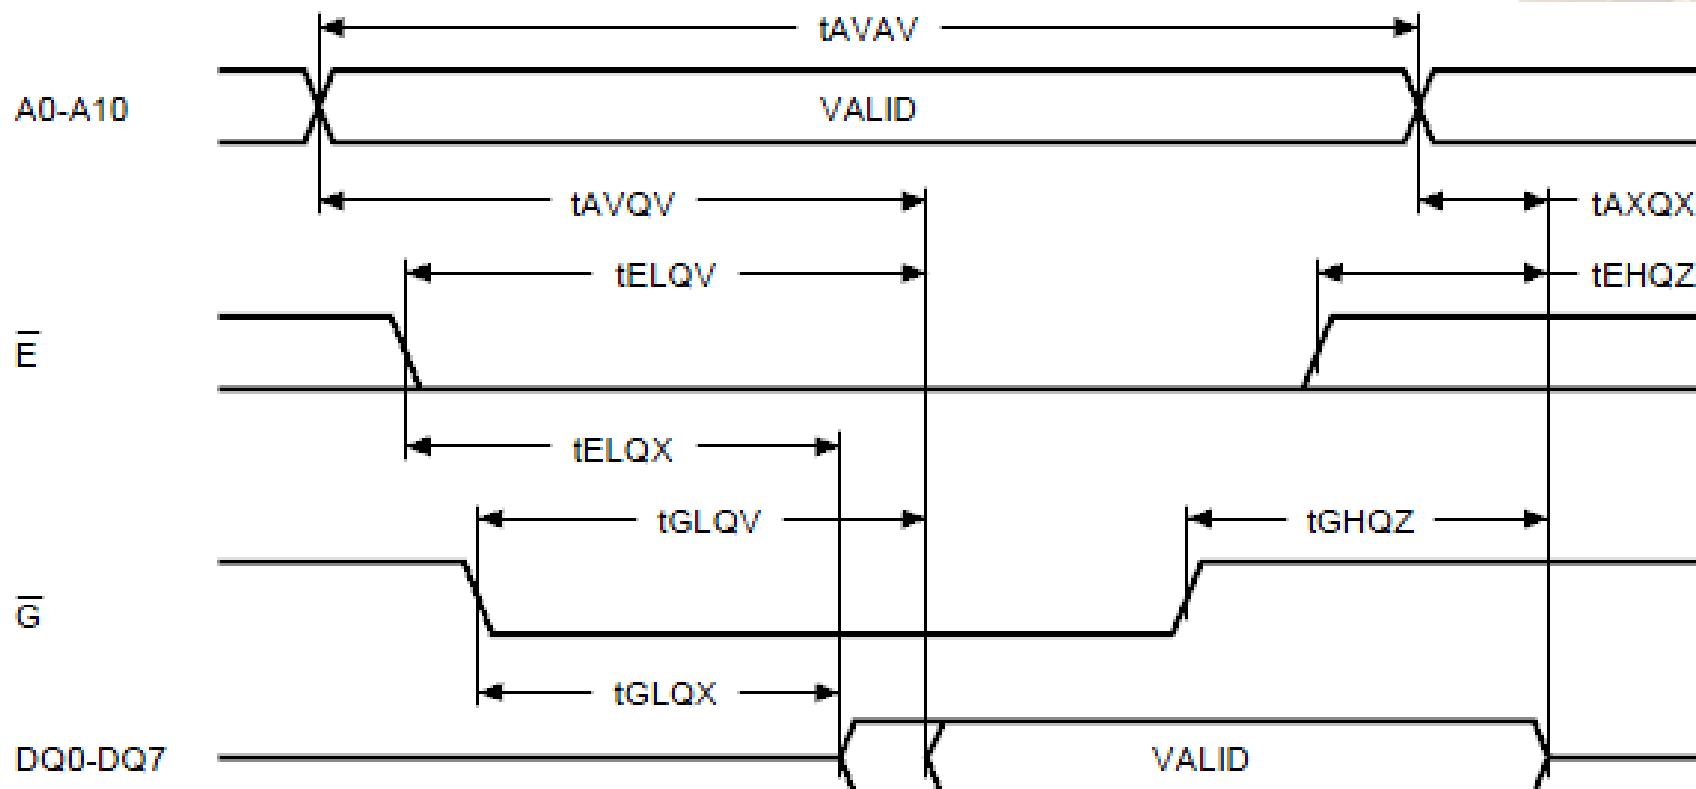 tAVAV
A0-A10 VALID
tAVQV tAXQX
tELQV tEHQZ
E̅
tELQX
tGLQV tGHQZ
G̅
tGLQX
DQ0-DQ7 VALID